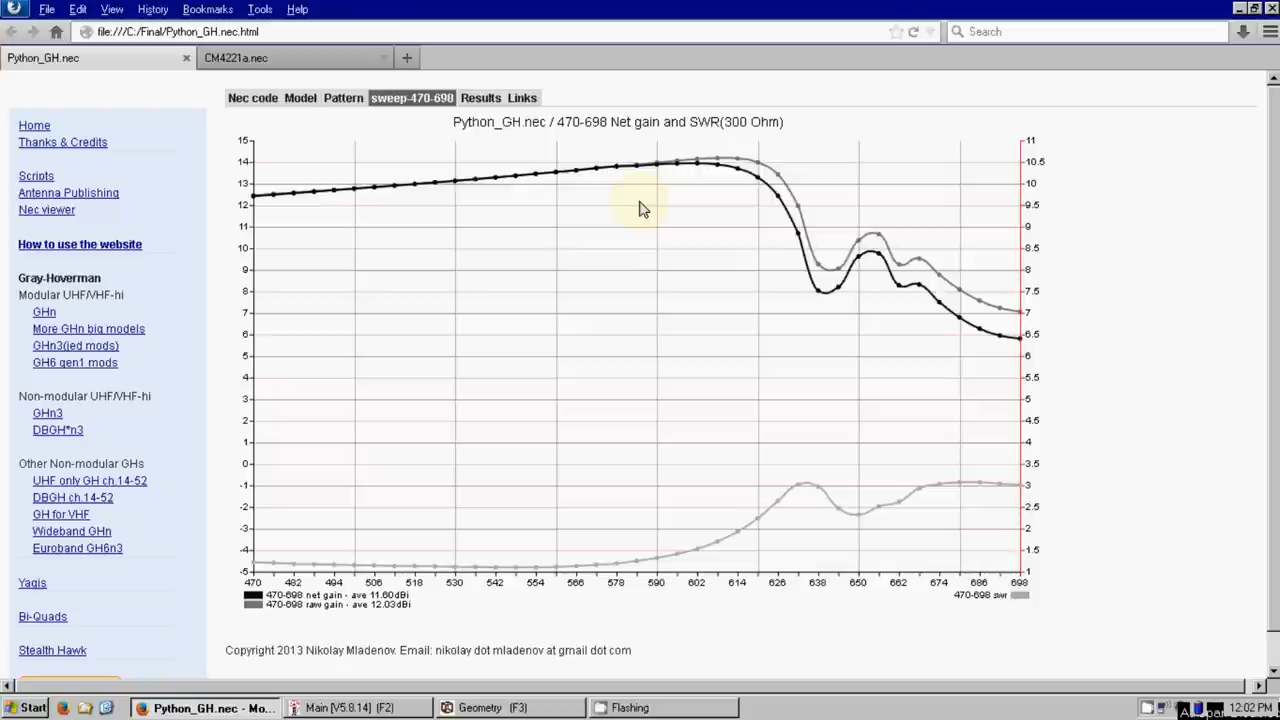 File Edit View History Bookmarks Tools Help
file:///C:/Final/Python_GH.nec.html
Search
Python_GH.nec
CM4221a.nec
Nec code Model Pattern sweep-470-698 Results Links
Python_GH.nec / 470-698 Net gain and SWR(300 Ohm)
Home
Thanks & Credits
Scripts
Antenna Publishing
Nec viewer
How to use the website
Gray-Hoverman
Modular UHF/VHF-hi
GHn
More GHn big models
GHn3(jed mods)
GH6 gen1 mods
Non-modular UHF/VHF-hi
GHn3
DBGH*n3
Other Non-modular GHs
UHF only GH ch.14-52
DBGH ch.14-52
GH for VHF
Wideband GHn
Euroband GH6n3
Yagis
Bi-Quads
Stealth Hawk
15 11
14 10.5
13 10
12 9.5
11 9
10 8.5
9 8
8 7.5
7 7
6 6.5
5 6
4 5.5
3 5
2 4.5
1 4
0 3.5
-1 3
-2 2.5
-3 2
-4 1.5
-5 1
470 482 494 506 518 530 542 554 566 578 590 602 614 626 638 650 662 674 686 698
470-698 net gain - ave 11.60dBi
470-698 raw gain - ave 12.03dBi
470-698 swr
Copyright 2013 Nikolay Mladenov. Email: nikolay dot mladenov at gmail dot com
Start
Python_GH.nec - Mo...
Main [V5.8.14] (F2)
Geometry (F3)
Flashing
12:02 PM